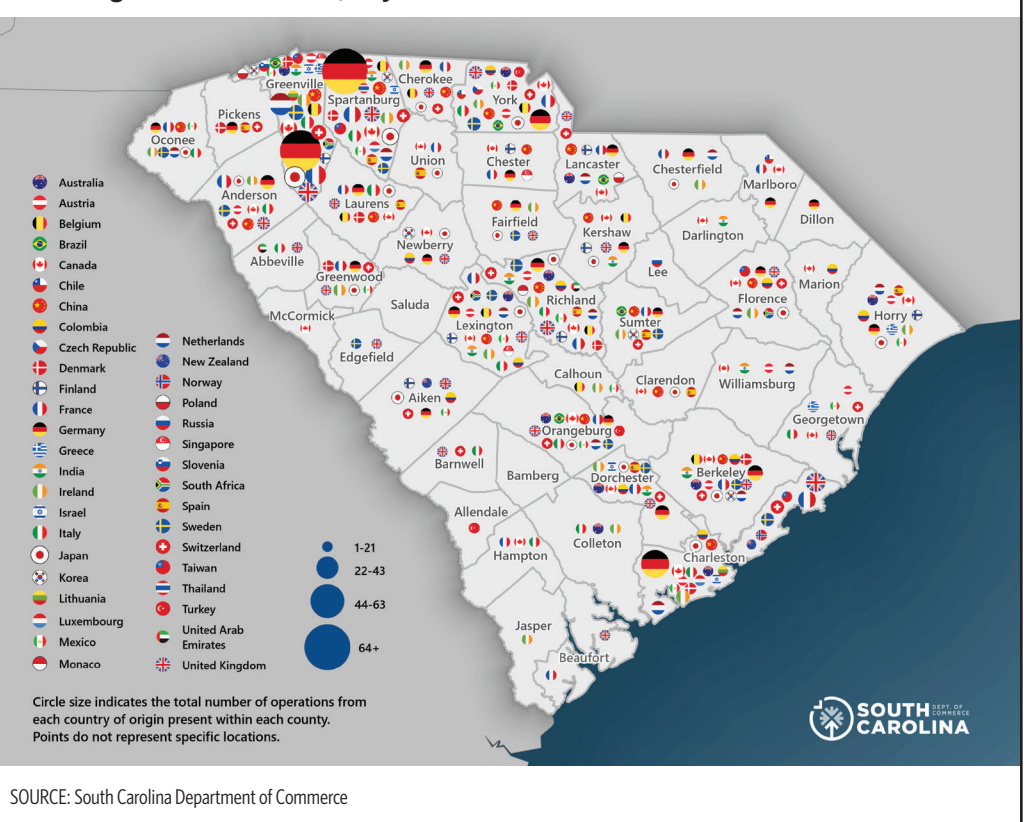 Greenville
Cherokee
Spartanburg
York
Pickens
Oconee
Union
Chester
Lancaster
Chesterfield
Marlboro
Anderson
Laurens
Fairfield
Kershaw
Darlington
Dillon
Abbeville
Newberry
Lee
Greenwood
Saluda
Richland
Florence
Marion
McCormick
Lexington
Sumter
Horry
Edgefield
Calhoun
Clarendon
Williamsburg
Aiken
Georgetown
Orangeburg
Barnwell
Bamberg
Dorchester
Berkeley
Allendale
Colleton
Hampton
Charleston
Jasper
Beaufort
Australia
Austria
Belgium
Brazil
Canada
Chile
China
Colombia
Czech Republic
Denmark
Finland
France
Germany
Greece
India
Ireland
Israel
Italy
Japan
Korea
Lithuania
Luxembourg
Mexico
Monaco
Netherlands
New Zealand
Norway
Poland
Russia
Singapore
Slovenia
South Africa
Spain
Sweden
Switzerland
Taiwan
Thailand
Turkey
United Arab
Emirates
United Kingdom
1-21
22-43
44-63
64+
Circle size indicates the total number of operations from
each country of origin present within each county.
Points do not represent specific locations.
SOUTH DEPT. OF COMMERCE
CAROLINA
SOURCE: South Carolina Department of Commerce